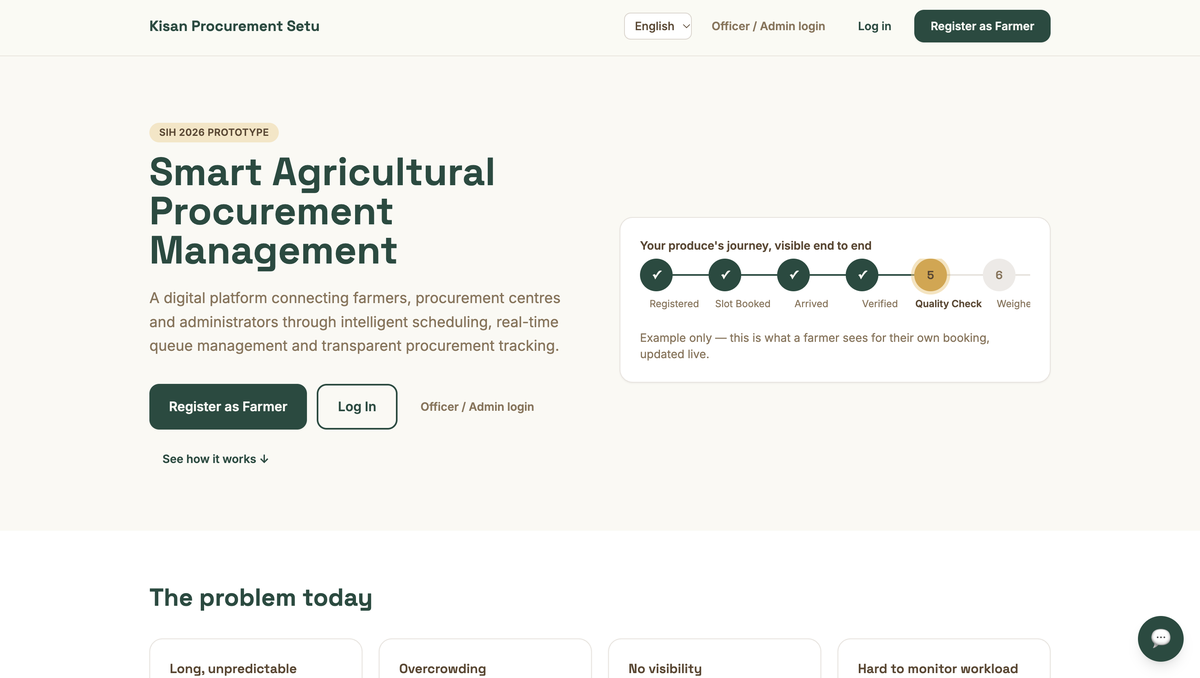 Kisan Procurement Setu
English
Officer / Admin login
Log in
Register as Farmer
SIH 2026 PROTOTYPE
Smart Agricultural
Procurement
Management
A digital platform connecting farmers, procurement centres
and administrators through intelligent scheduling, real-time
queue management and transparent procurement tracking.
Register as Farmer
Log In
Officer / Admin login
See how it works ↓
Your produce's journey, visible end to end
✓ ✓ ✓ ✓ 5 6
Registered Slot Booked Arrived Verified Quality Check Weighe
Example only — this is what a farmer sees for their own booking,
updated live.
The problem today
Long, unpredictable
Overcrowding
No visibility
Hard to monitor workload